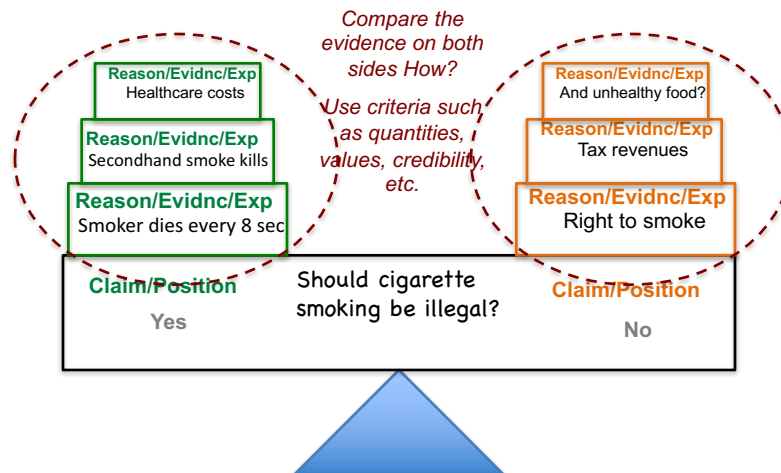 Compare the
evidence on both
sides How?
Use criteria such
as quantities,
values, credibility,
etc.
Reason/Evidnc/Exp
Healthcare costs
Reason/Evidnc/Exp
Secondhand smoke kills
Reason/Evidnc/Exp
Smoker dies every 8 sec
Reason/Evidnc/Exp
And unhealthy food?
Reason/Evidnc/Exp
Tax revenues
Reason/Evidnc/Exp
Right to smoke
Claim/Position
Yes
Should cigarette
smoking be illegal?
Claim/Position
No